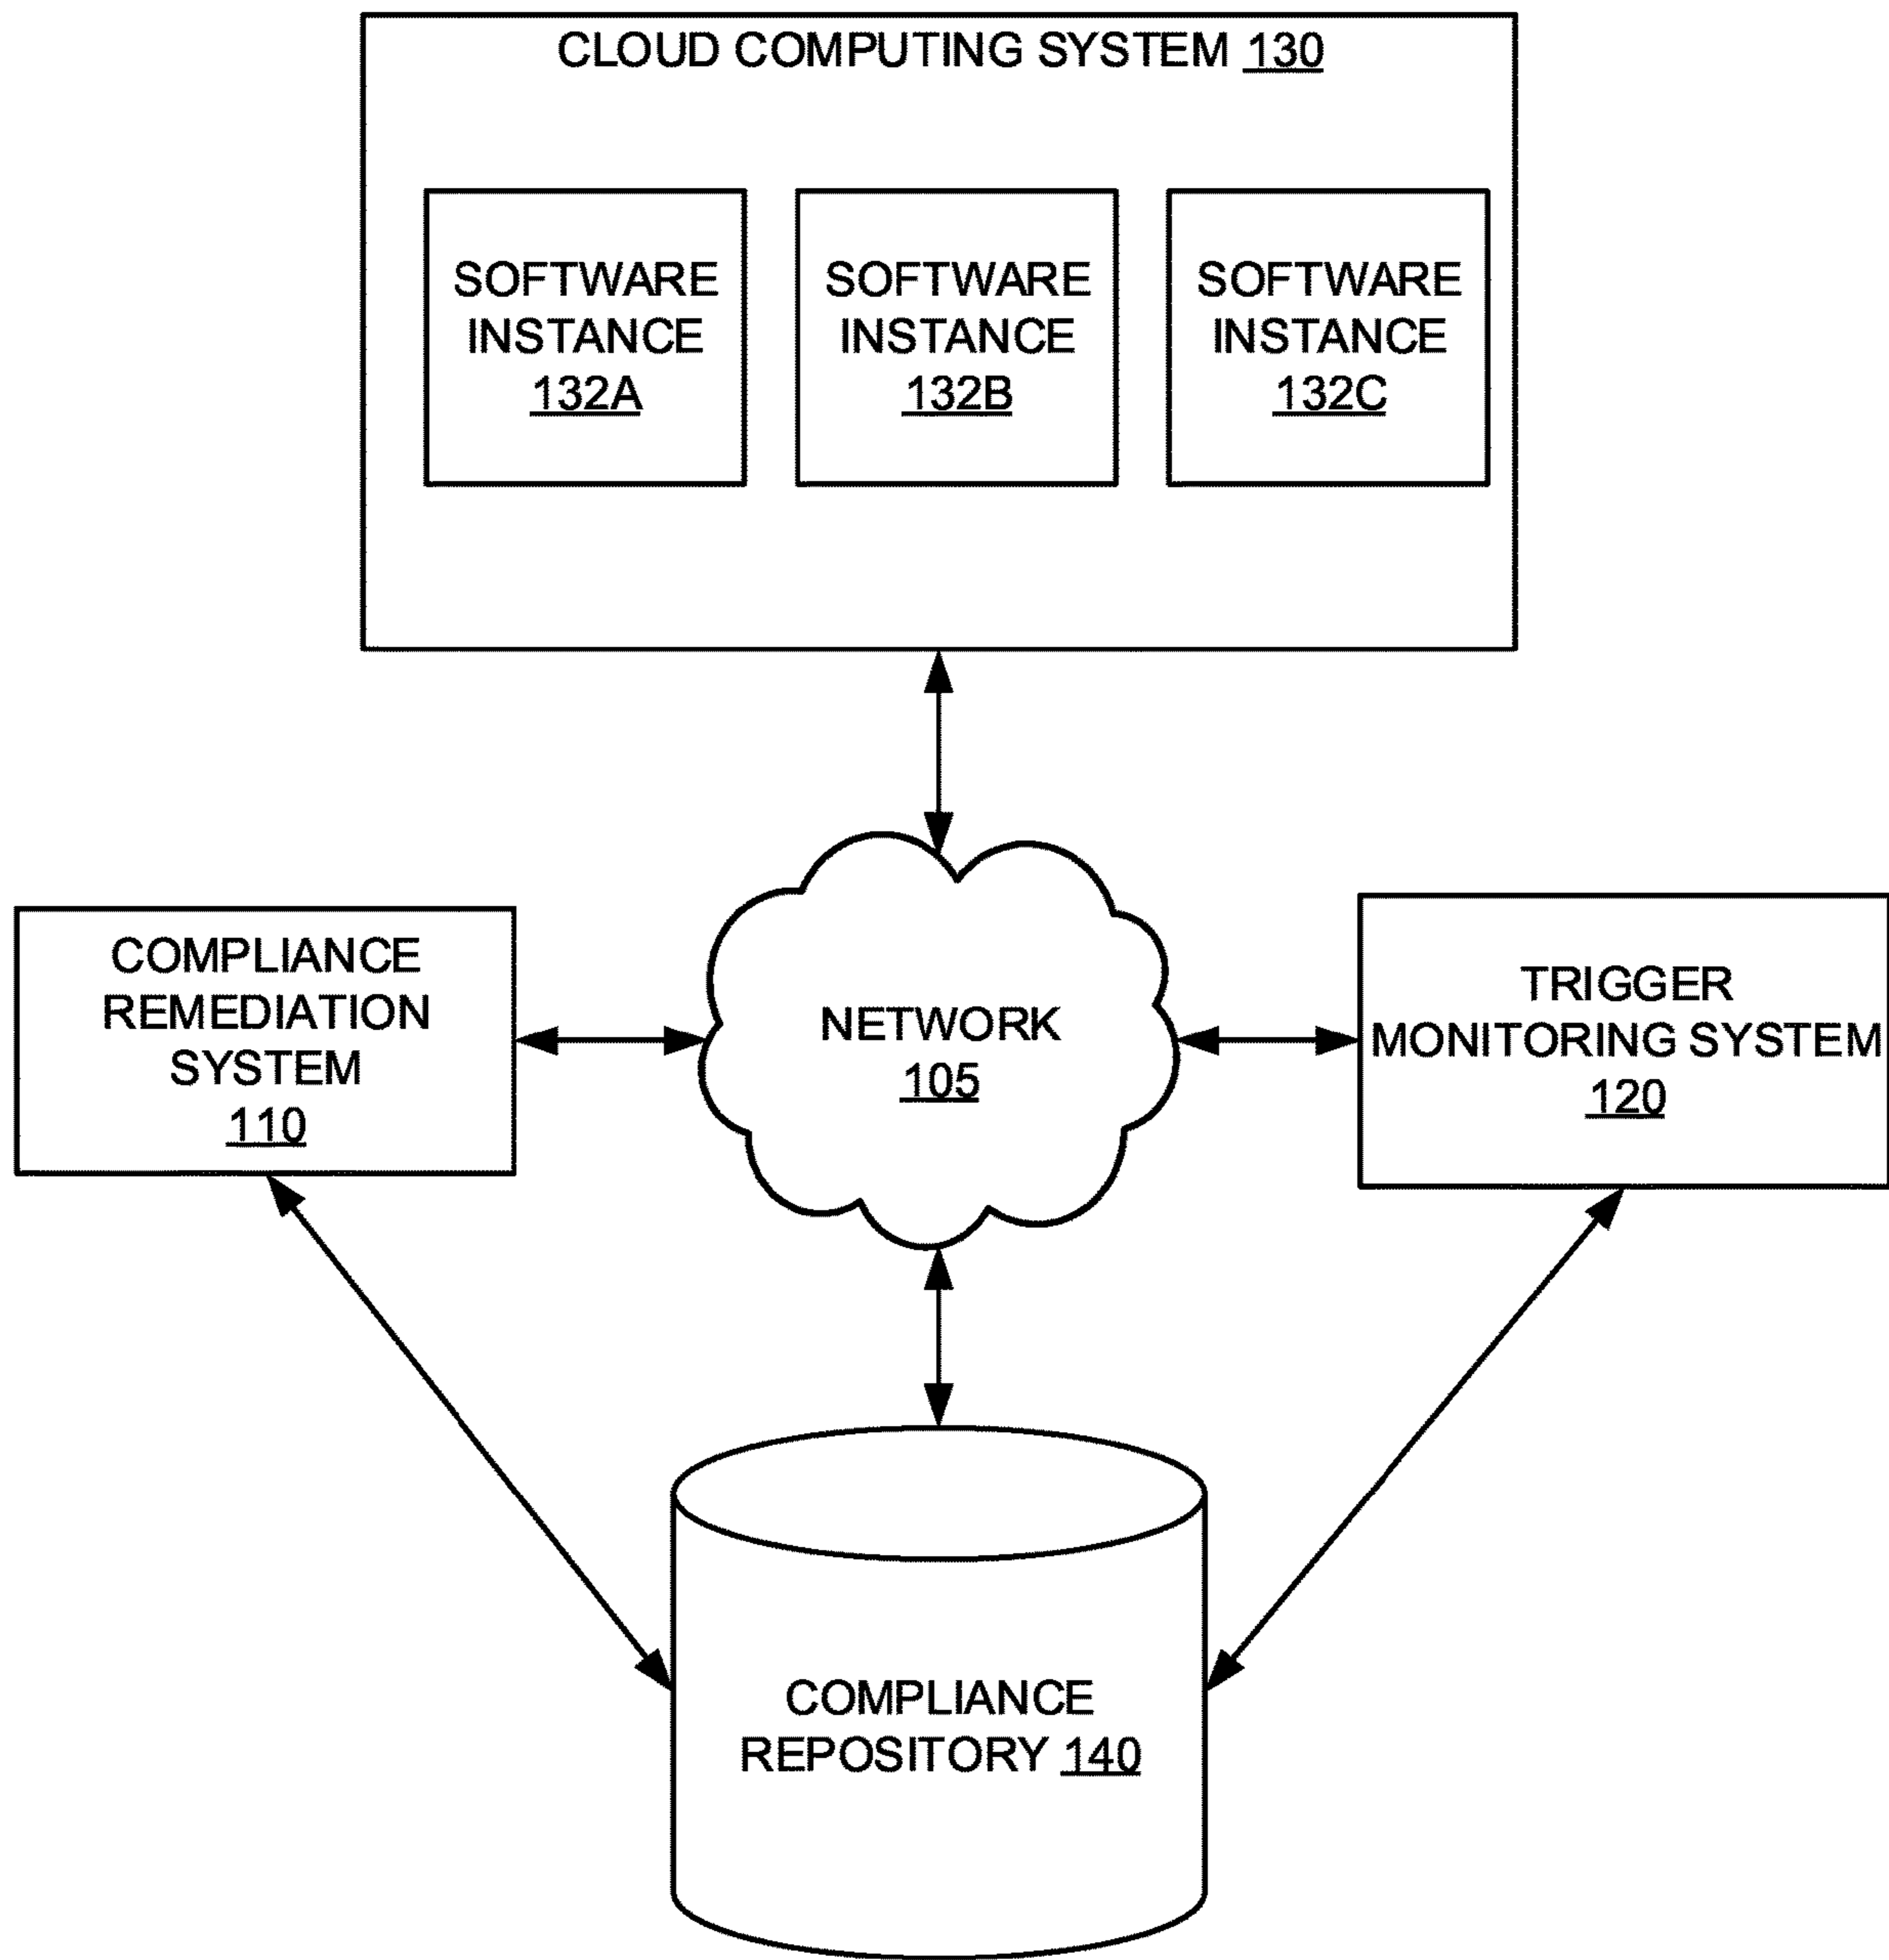 CLOUD COMPUTING SYSTEM 130
SOFTWARE
INSTANCE
132A
SOFTWARE
INSTANCE
132B
SOFTWARE
INSTANCE
132C
COMPLIANCE
REMEDIATION
SYSTEM
110
NETWORK
105
TRIGGER
MONITORING SYSTEM
120
COMPLIANCE
REPOSITORY 140